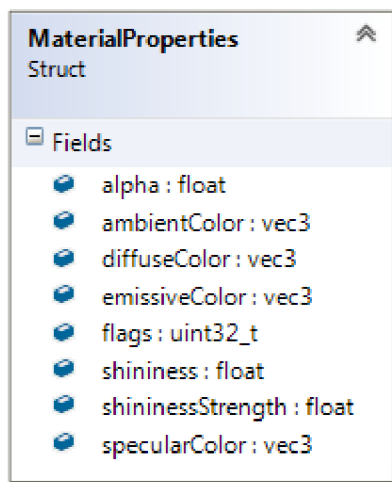 MaterialProperties
Struct
Fields
alpha : float
ambientColor : vec3
diffuseColor : vec3
emissiveColor : vec3
flags : uint32_t
shininess : float
shininessStrength : float
specularColor : vec3